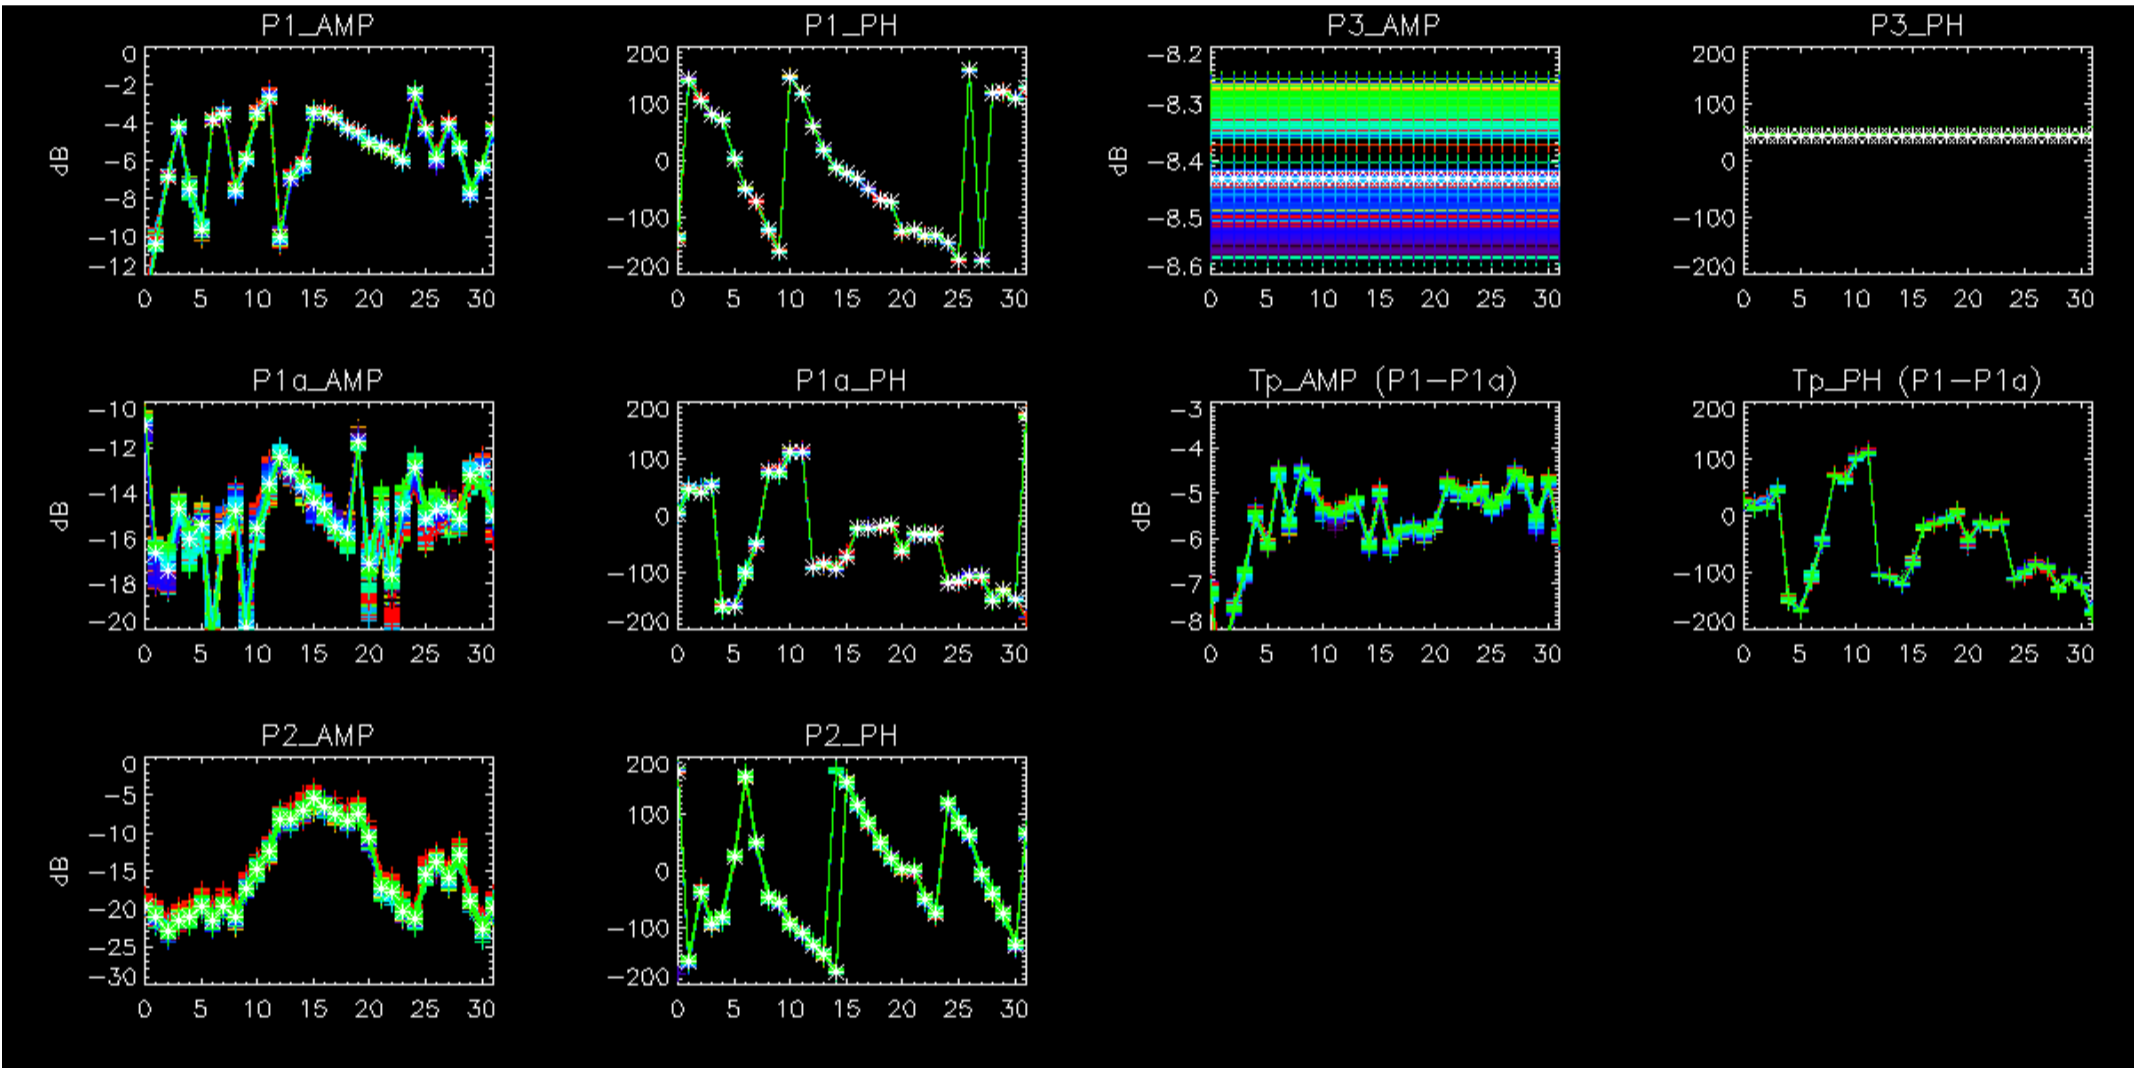 P1_AMP
0
−2
−4
−6
−8
−10
−12
dB
0 5 10 15 20 25 30
P1_PH
200
100
0
−100
−200
0 5 10 15 20 25 30
P3_AMP
−8.2
−8.3
−8.4
−8.5
−8.6
dB
0 5 10 15 20 25 30
P3_PH
200
100
0
−100
−200
0 5 10 15 20 25 30
P1a_AMP
−10
−12
−14
−16
−18
−20
dB
0 5 10 15 20 25 30
P1a_PH
200
100
0
−100
−200
0 5 10 15 20 25 30
Tp_AMP (P1−P1a)
−3
−4
−5
−6
−7
−8
dB
0 5 10 15 20 25 30
Tp_PH (P1−P1a)
200
100
0
−100
−200
0 5 10 15 20 25 30
P2_AMP
0
−5
−10
−15
−20
−25
−30
dB
0 5 10 15 20 25 30
P2_PH
200
100
0
−100
−200
0 5 10 15 20 25 30